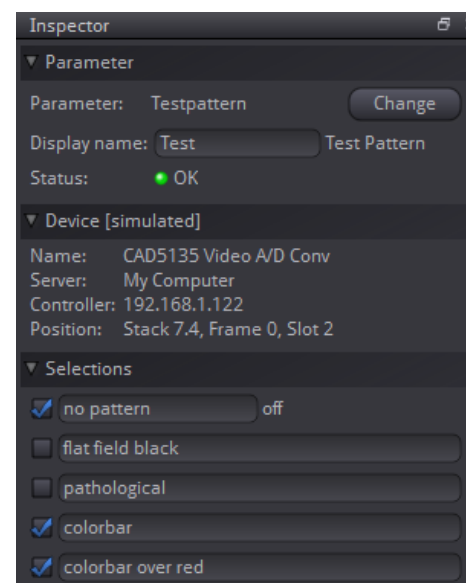 Inspector
Parameter
Parameter: Testpattern Change
Display name: Test Test Pattern
Status: OK
Device [simulated]
Name: CAD5135 Video A/D Conv
Server: My Computer
Controller: 192.168.1.122
Position: Stack 7.4, Frame 0, Slot 2
Selections
no pattern off
flat field black
pathological
colorbar
colorbar over red